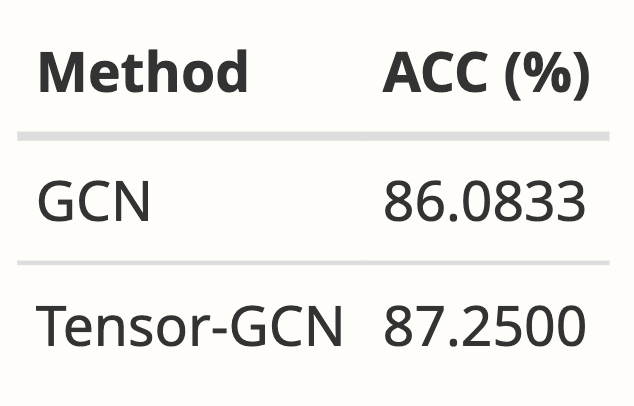 Method ACC (%)
GCN 86.0833
Tensor-GCN 87.2500